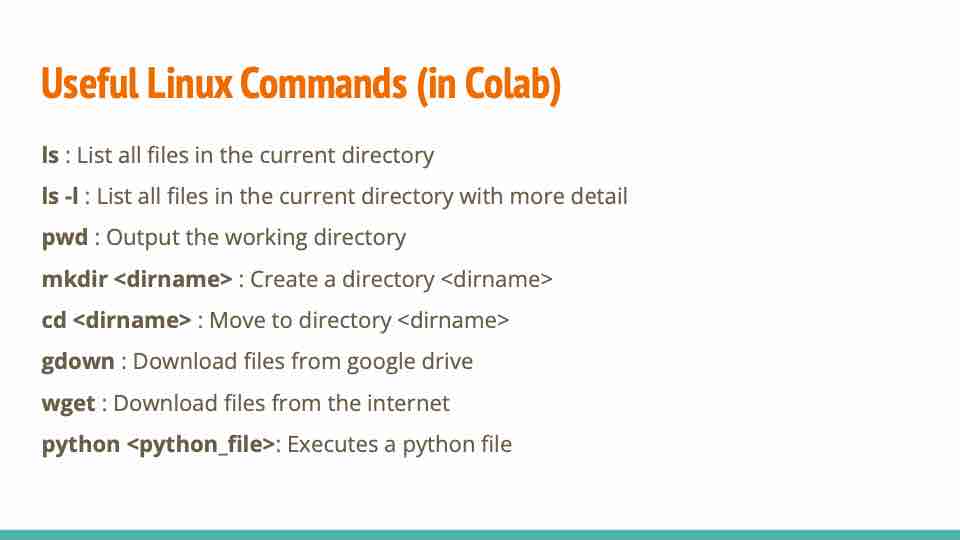 Useful Linux Commands (in Colab)
ls : List all files in the current directory
ls -l : List all files in the current directory with more detail
pwd : Output the working directory
mkdir <dirname> : Create a directory <dirname>
cd <dirname> : Move to directory <dirname>
gdown : Download files from google drive
wget : Download files from the internet
python <python_file>: Executes a python file